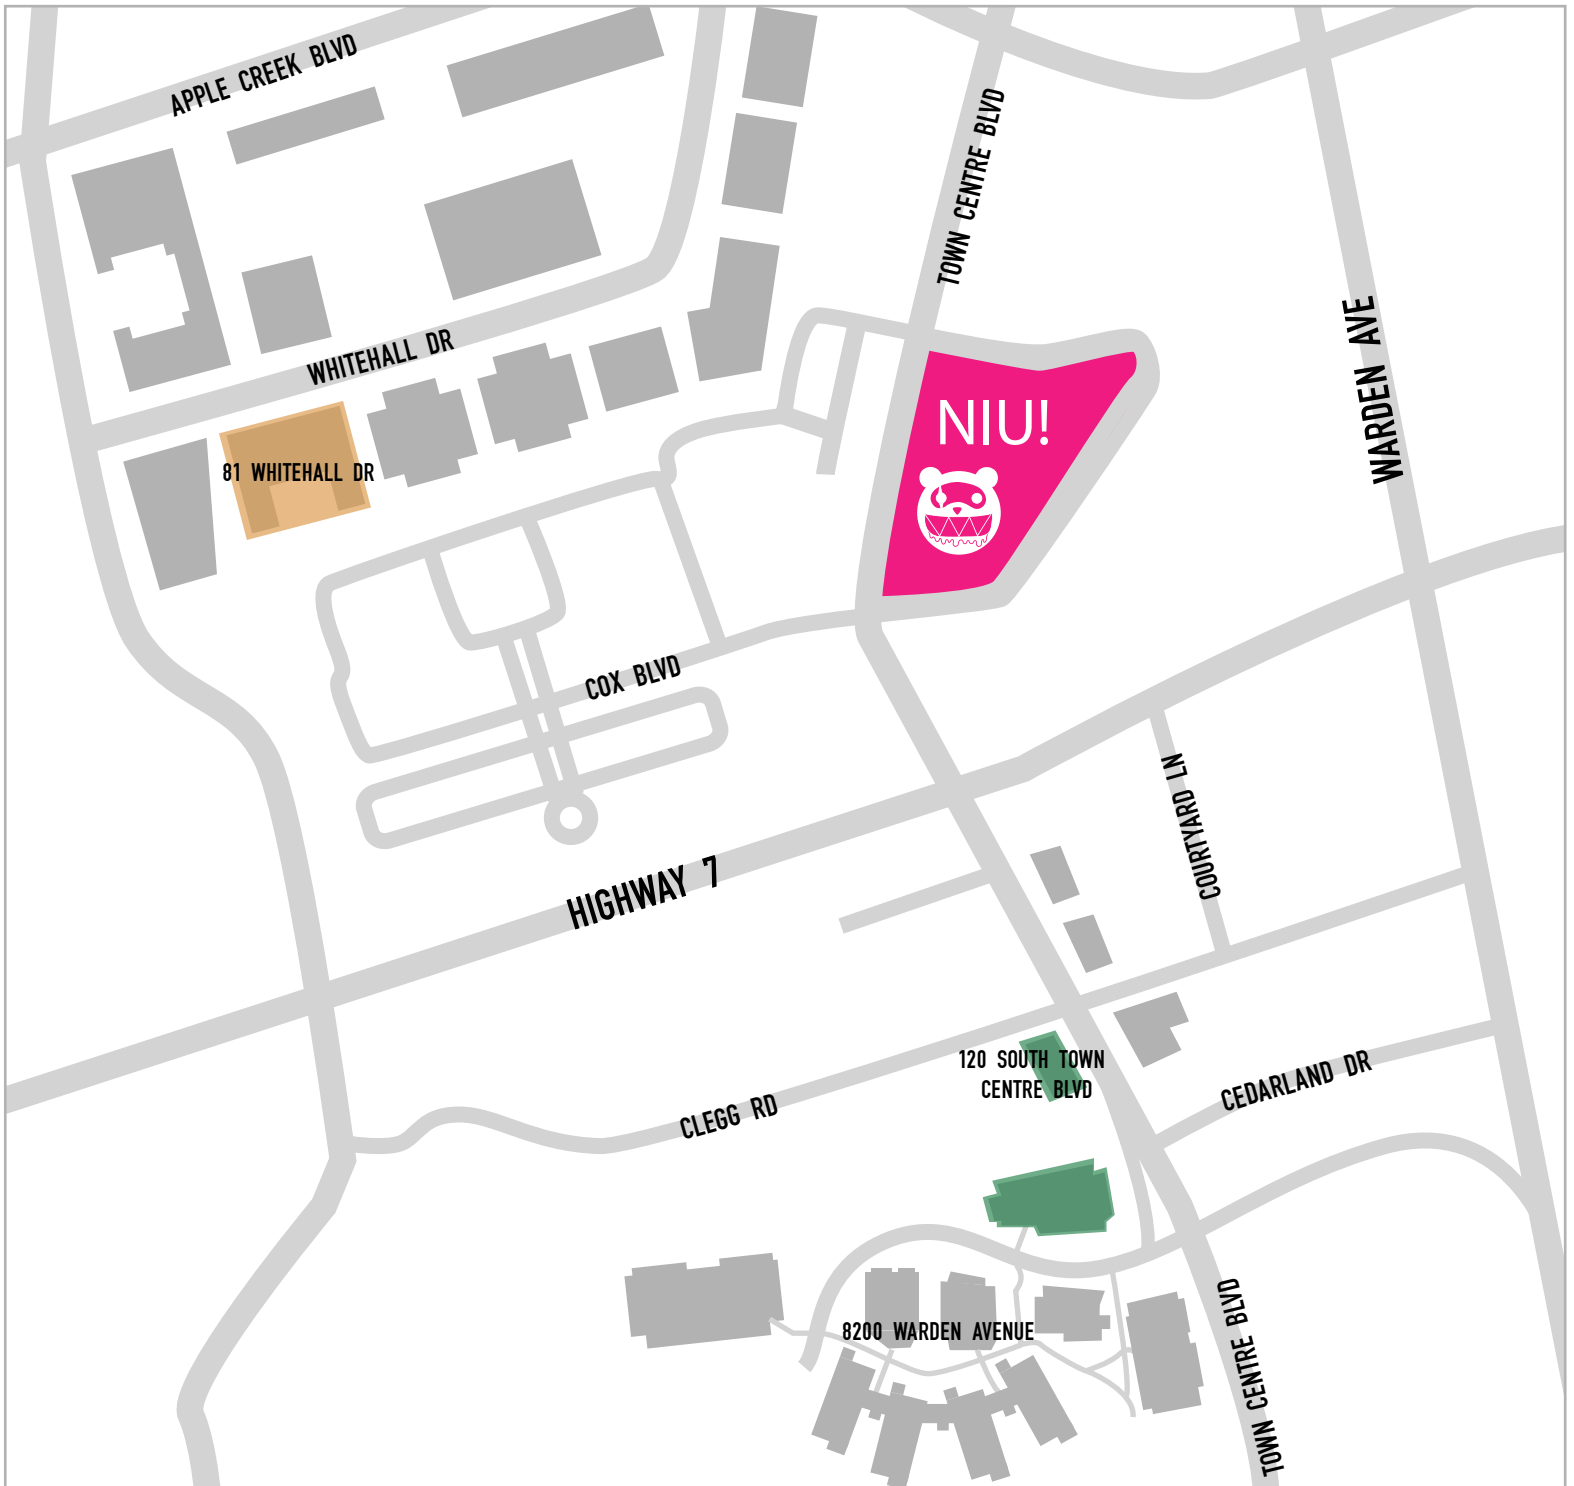 APPLE CREEK BLVD
TOWN CENTRE BLVD
WARDEN AVE
WHITEHALL DR
NIU!
81 WHITEHALL DR
COX BLVD
COURTYARD LN
HIGHWAY 7
120 SOUTH TOWN
CENTRE BLVD
CEDARLAND DR
CLEGG RD
8200 WARDEN AVENUE
TOWN CENTRE BLVD